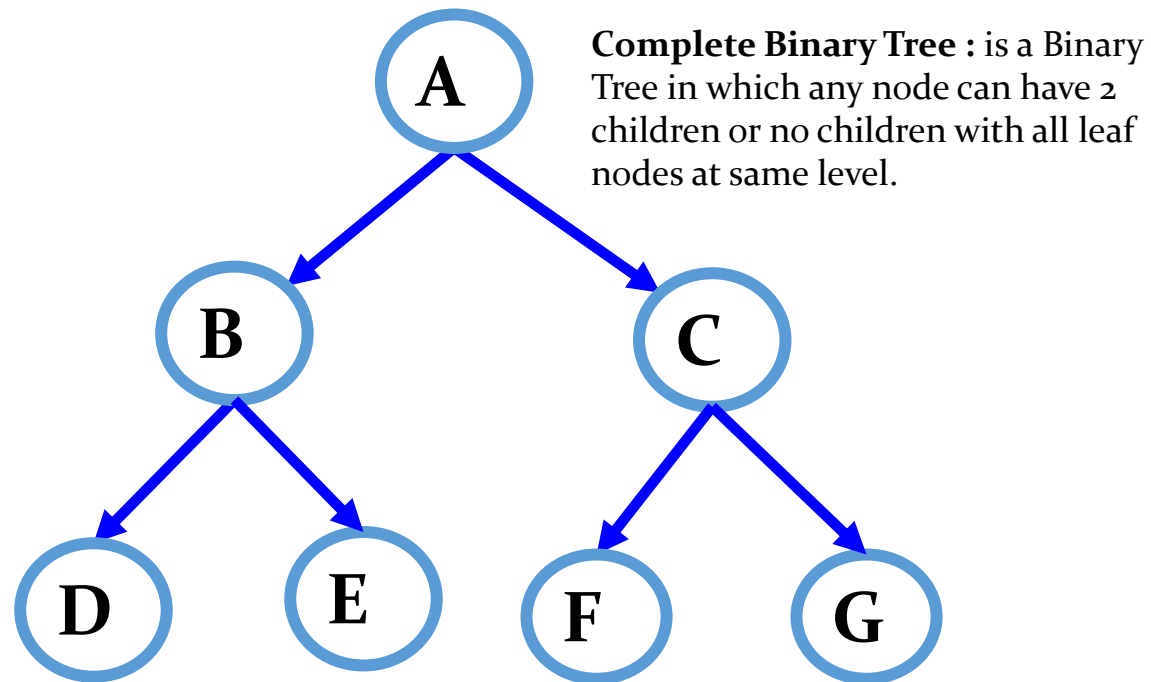 A
Complete Binary Tree : is a Binary
Tree in which any node can have 2
children or no children with all leaf
nodes at same level.
B
C
D
E
F
G